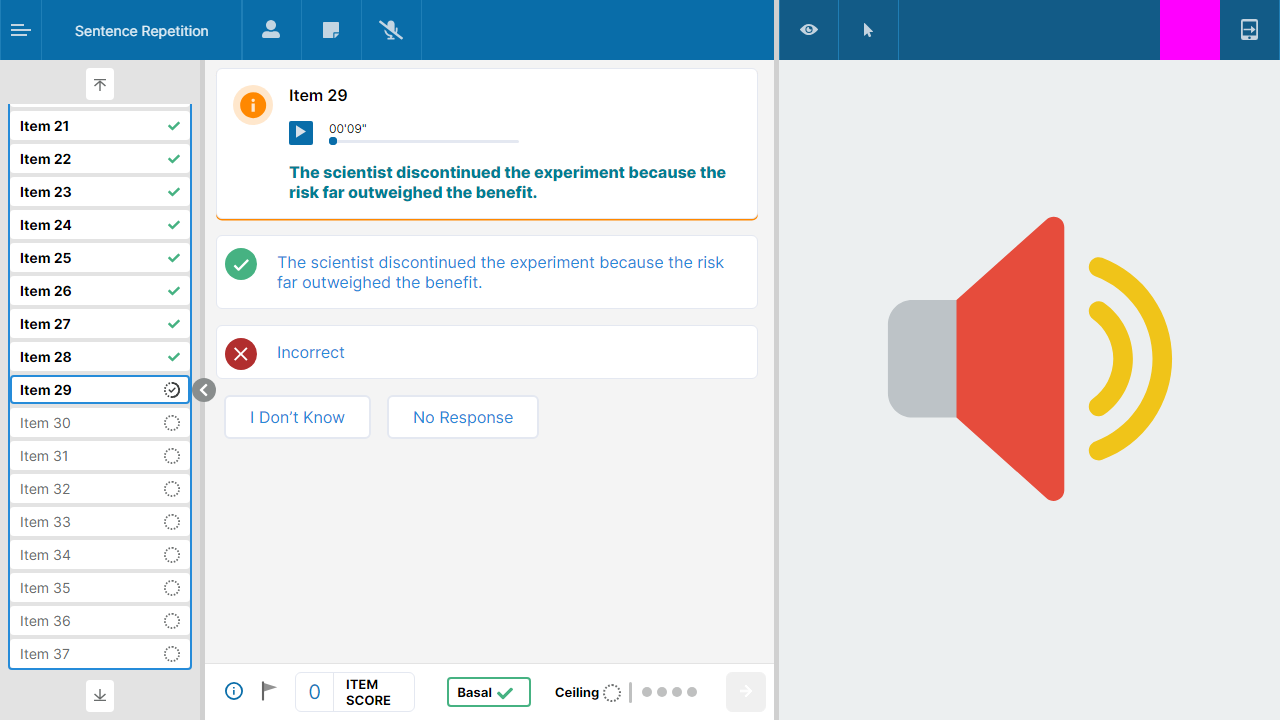 Sentence Repetition
Item 21
Item 22
Item 23
Item 24
Item 25
Item 26
Item 27
Item 28
Item 29
Item 30
Item 31
Item 32
Item 33
Item 34
Item 35
Item 36
Item 37
Item 29
00'09"
The scientist discontinued the experiment because the
risk far outweighed the benefit.
The scientist discontinued the experiment because the risk
far outweighed the benefit.
Incorrect
I Don’t Know No Response
0 ITEM
SCORE
Basal
Ceiling